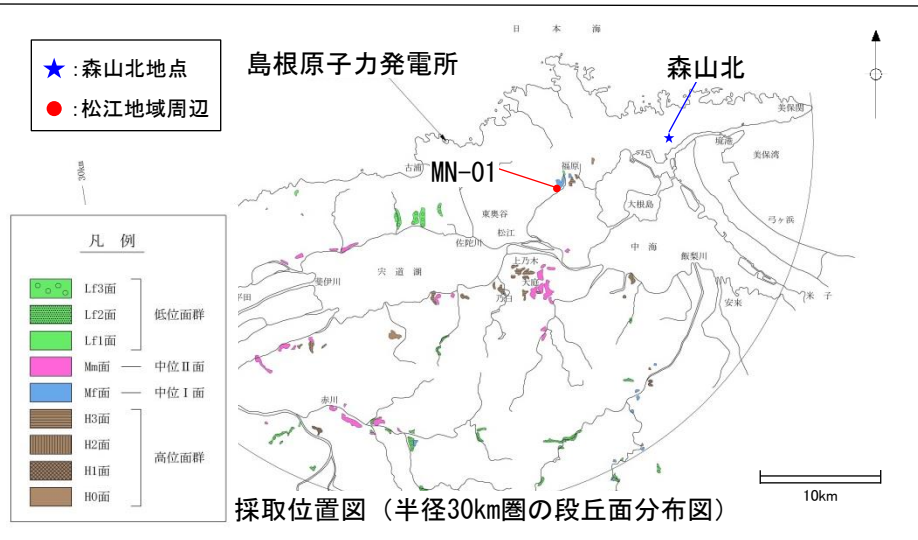 日本海
★：森山北地点
●：松江地域周辺
島根原子力発電所
森山北
美保関
境港
美保湾
古浦
福原
MN-01
30km
大根島
弓ヶ浜
東奥谷
松江
佐陀川
中海
飯梨川
宍道湖
上乃木
大庭
乃白
斐伊川
平田
安来
米子
赤川
凡例
Lf3面
Lf2面
低位面群
Lf1面
Mm面 — 中位Ⅱ面
Mf面 — 中位Ⅰ面
H3面
H2面
高位面群
H1面
H0面
10km
採取位置図（半径30km圏の段丘面分布図）